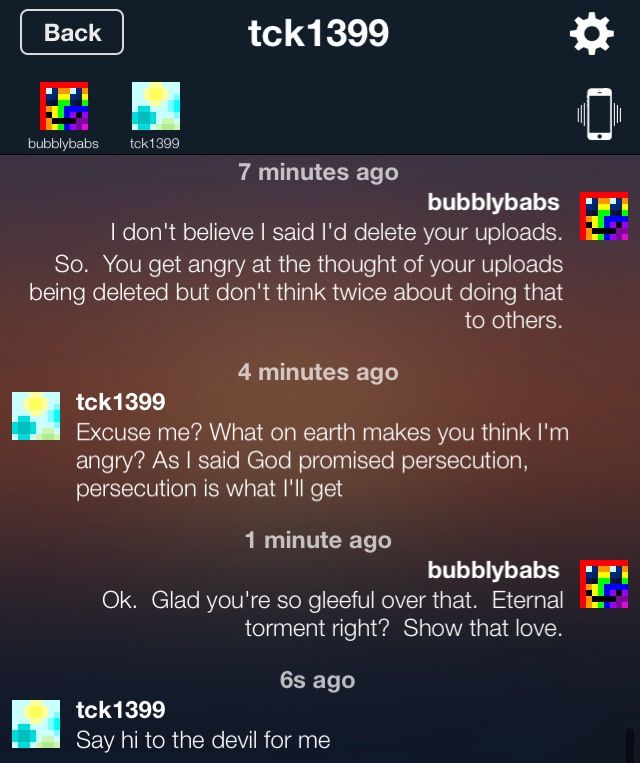 Back
tck1399
bubblybabs
tck1399
7 minutes ago
bubblybabs
I don't believe I said I'd delete your uploads.
So.  You get angry at the thought of your uploads
being deleted but don't think twice about doing that
to others.
4 minutes ago
tck1399
Excuse me? What on earth makes you think I'm
angry? As I said God promised persecution,
persecution is what I'll get
1 minute ago
bubblybabs
Ok.  Glad you're so gleeful over that.  Eternal
torment right?  Show that love.
6s ago
tck1399
Say hi to the devil for me